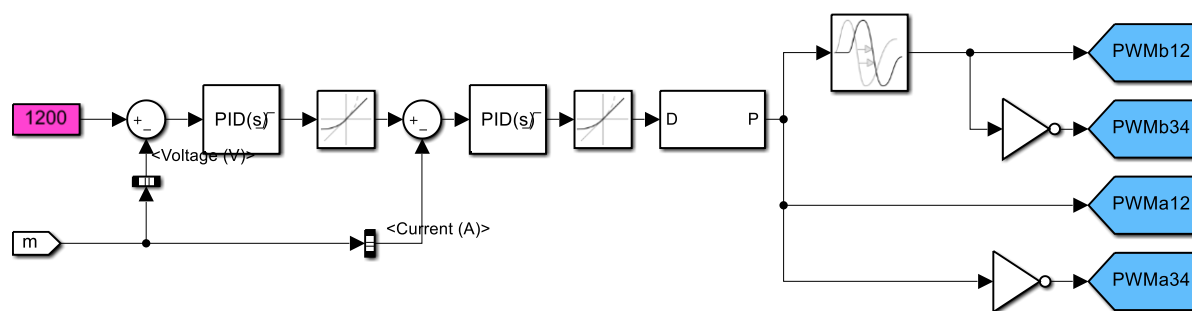 1200
+
−
PID(s)
+
−
PID(s)
D
P
PWMb12
PWMb34
PWMa12
PWMa34
<Voltage (V)>
<Current (A)>
m